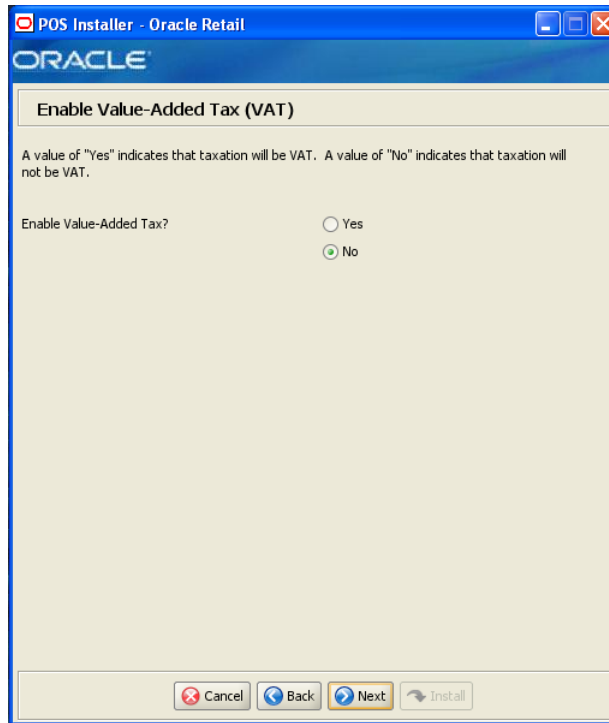 POS Installer - Oracle Retail
ORACLE
Enable Value-Added Tax (VAT)
A value of "Yes" indicates that taxation will be VAT. A value of "No" indicates that taxation will
not be VAT.
Enable Value-Added Tax? Yes
No
Cancel Back Next Install